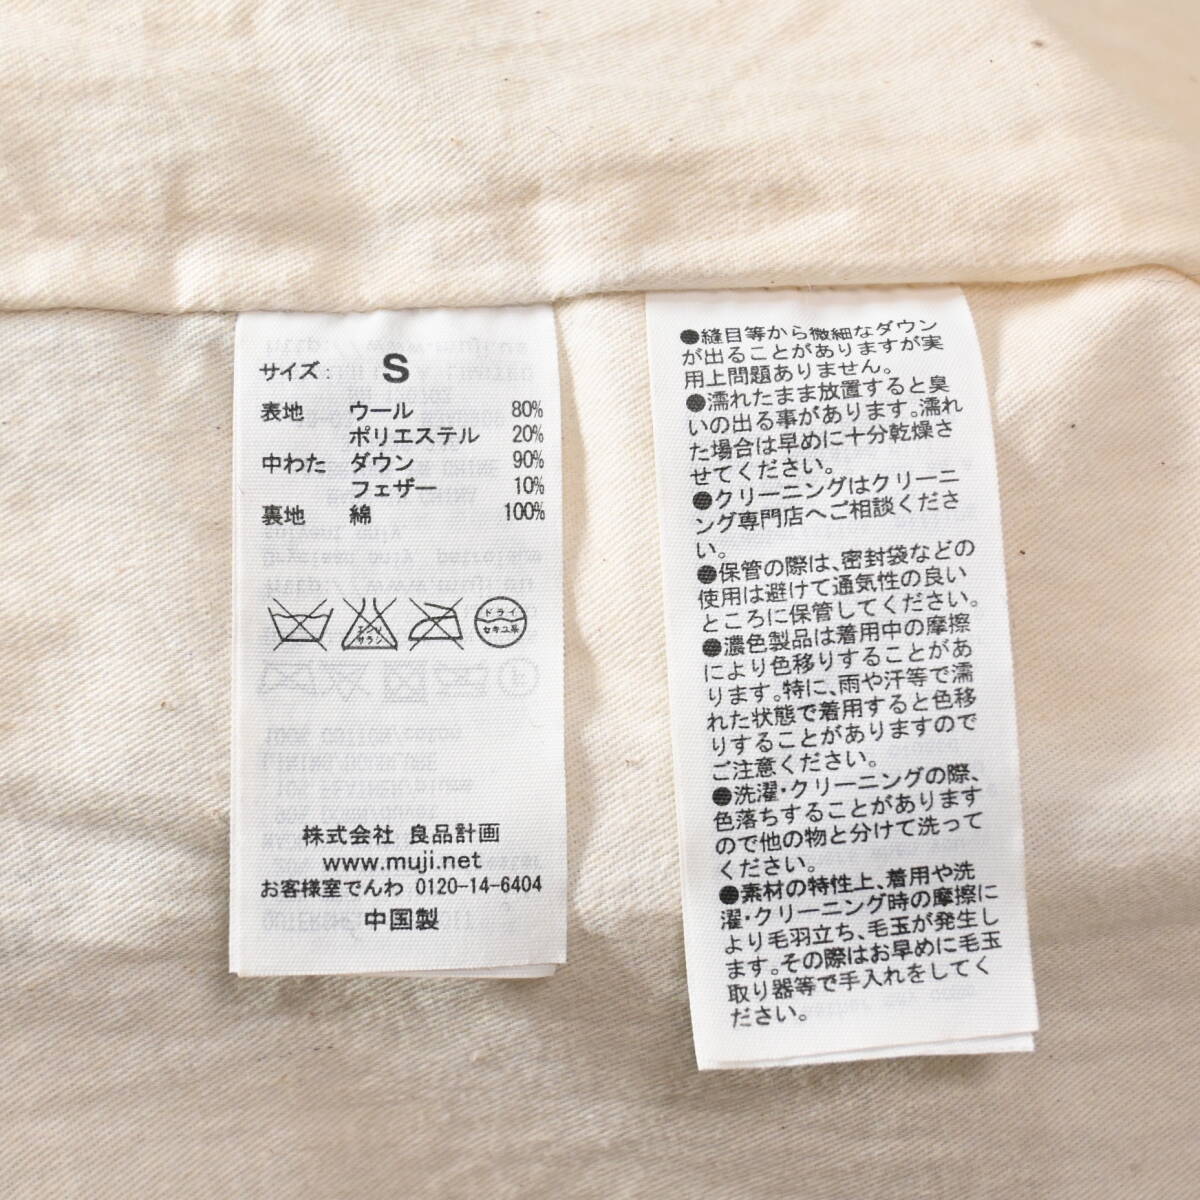 サイズ: S
表地 ウール 80%
ポリエステル 20%
中わた ダウン 90%
フェザー 10%
裏地 綿 100%
エンソ
サラシ
ドライ
セキユ系
株式会社 良品計画
www.muji.net
お客様室でんわ 0120-14-6404
中国製
●縫目等から微細なダウン
が出ることがありますが実
用上問題ありません。
●濡れたまま放置すると臭
いの出る事があります。濡れ
た場合は早めに十分乾燥さ
せてください。
●クリーニングはクリーニ
ング専門店へご相談くださ
い。
●保管の際は、密封袋などの
使用は避けて通気性の良い
ところに保管してください。
●濃色製品は着用中の摩擦
により色移りすることがあ
ります。特に、雨や汗等で濡
れた状態で着用すると色移
りすることがありますので
ご注意ください。
●洗濯・クリーニングの際、
色落ちすることがあります
ので他の物と分けて洗って
ください。
●素材の特性上、着用や洗
濯・クリーニング時の摩擦に
より毛羽立ち、毛玉が発生し
ます。その際はお早めに毛玉
取り器等で手入れをしてく
ださい。